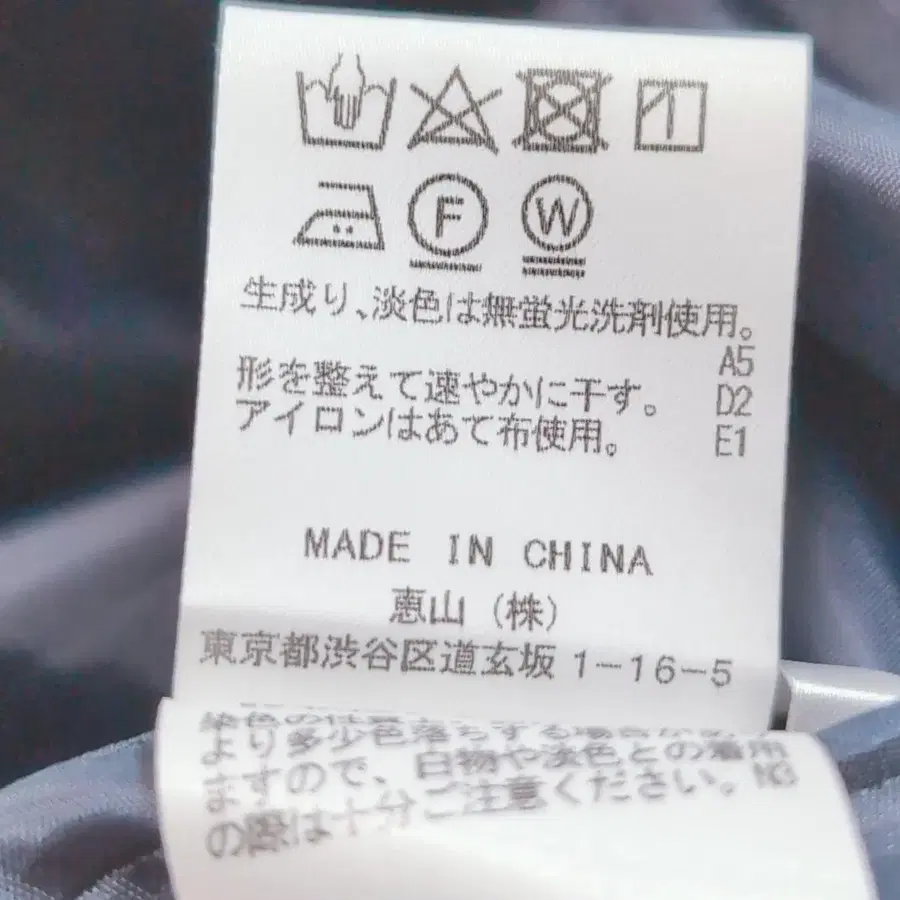 F W
生成り、淡色は無蛍光洗剤使用。
A5
形を整えて速やかに干す。 D2
アイロンはあて布使用。 E1
MADE IN CHINA
恵山（株）
東京都渋谷区道玄坂 1-16-5
より多少色落ちする場合が
ますので、白物や淡色との着用
の際は十分ご注意ください。 NG